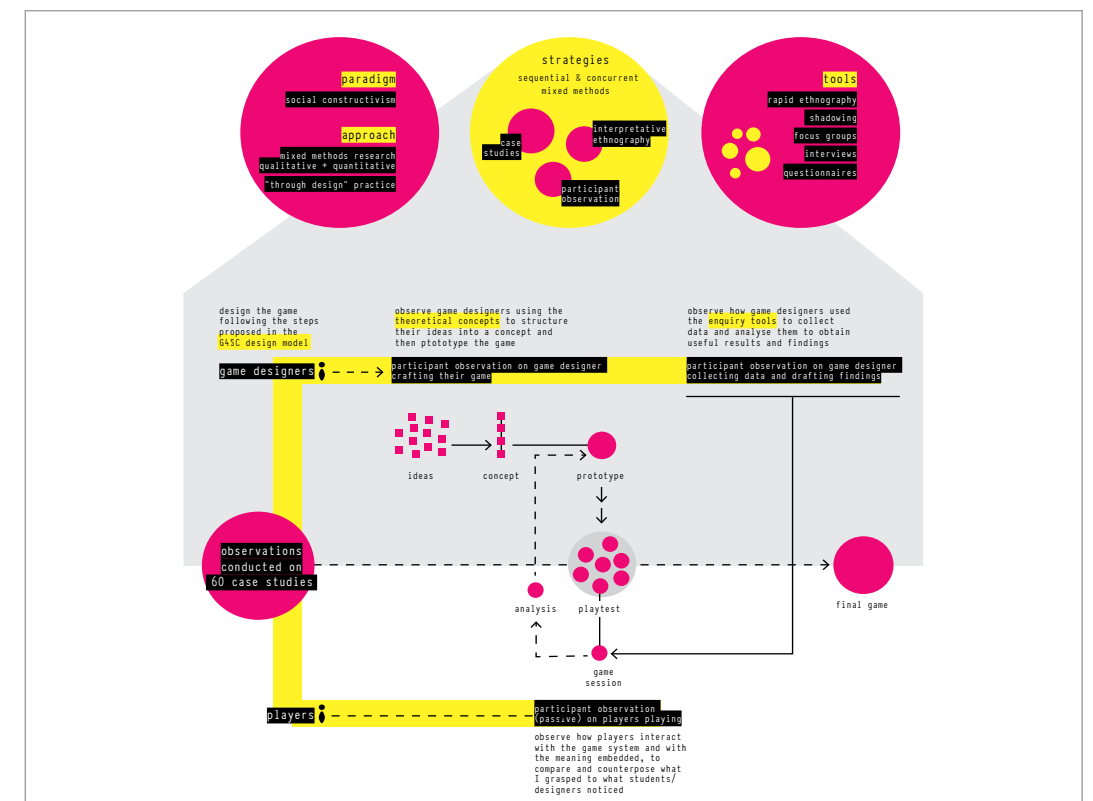 paradigm
social constructivism
approach
mixed methods research
qualitative + quantitative
"through design" practice
strategies
sequential & concurrent
mixed methods
case
studies
interpretative
ethnography
participant
observation
tools
rapid ethnography
shadowing
focus groups
interviews
questionnaires
design the game
following the steps
proposed in the
G4SC design model
observe game designers using the
theoretical concepts to structure
their ideas into a concept and
then ptototype the game
observe how game designers used
the enquiry tools to collect
data and analyse them to obtain
useful results and findings
game designers
participant observation on game designer
crafting their game
participant observation on game designer
collecting data and drafting findings
ideas
concept
prototype
observations
conducted on
60 case studies
analysis
playtest
final game
game
session
players
participant observation
(passive) on players playing
observe how players interact
with the game system and with
the meaning embedded, to
compare and counterpose what
I grasped to what students/
designers noticed